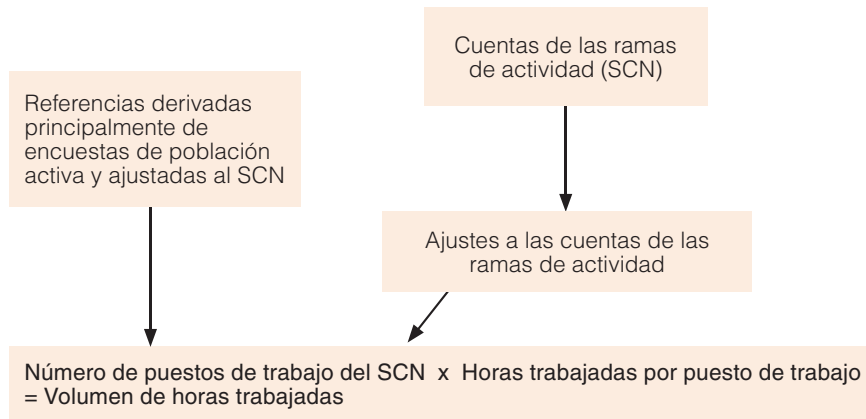 Cuentas de las ramas
de actividad (SCN)
Referencias derivadas
principalmente de
encuestas de población
activa y ajustadas al SCN
Ajustes a las cuentas de las
ramas de actividad
Número de puestos de trabajo del SCN x Horas trabajadas por puesto de trabajo
= Volumen de horas trabajadas